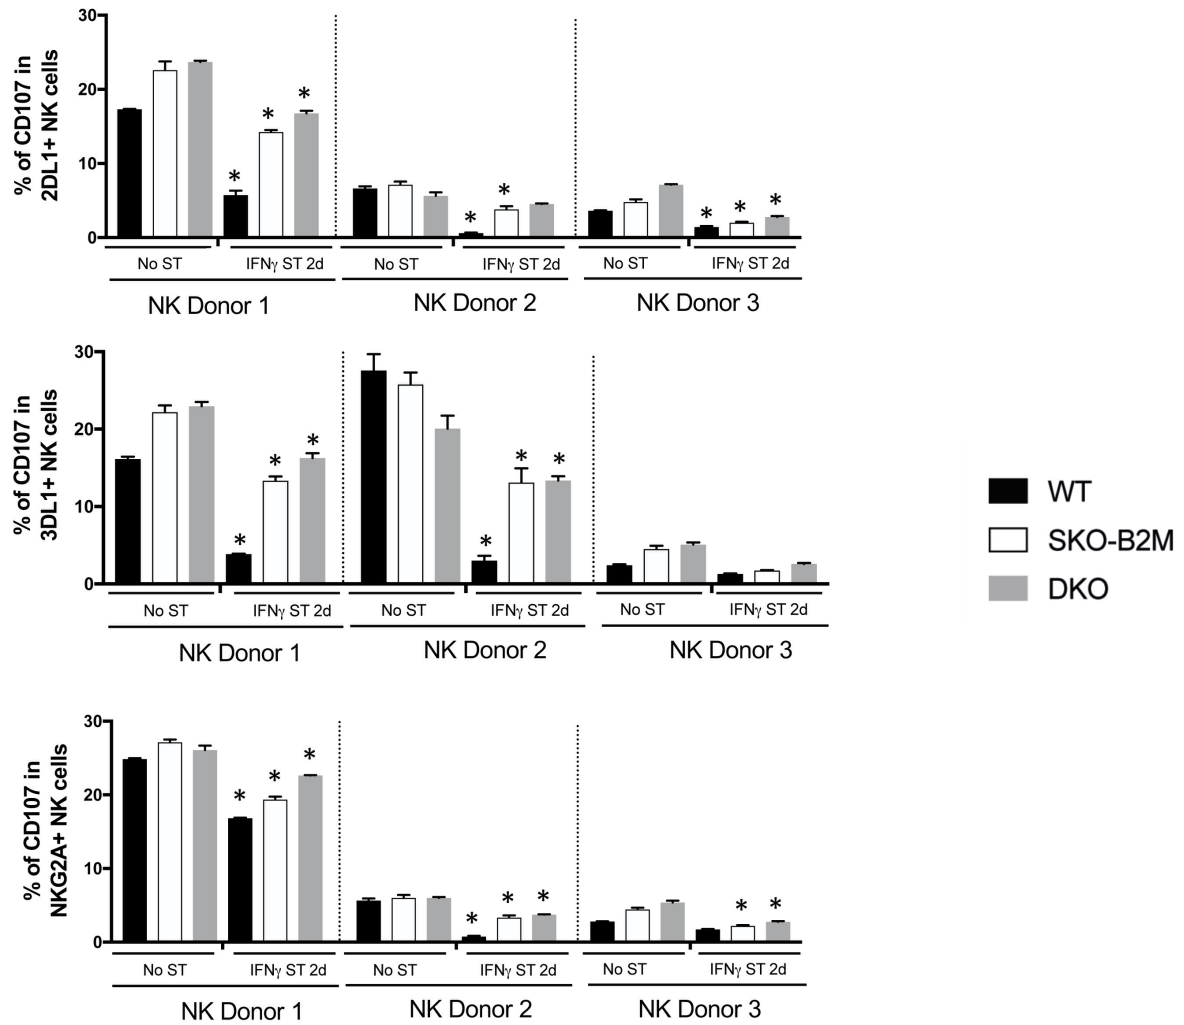 % of CD107 in
2DL1+ NK cells
30
20
10
0
* * *
* *
* * *
No ST IFNγ ST 2d No ST IFNγ ST 2d No ST IFNγ ST 2d
NK Donor 1 NK Donor 2 NK Donor 3
% of CD107 in
3DL1+ NK cells
30
20
10
0
* * *
* * *
No ST IFNγ ST 2d No ST IFNγ ST 2d No ST IFNγ ST 2d
NK Donor 1 NK Donor 2 NK Donor 3
WT
SKO-B2M
DKO
% of CD107 in
NKG2A+ NK cells
30
20
10
0
* * *
* * *
* *
No ST IFNγ ST 2d No ST IFNγ ST 2d No ST IFNγ ST 2d
NK Donor 1 NK Donor 2 NK Donor 3